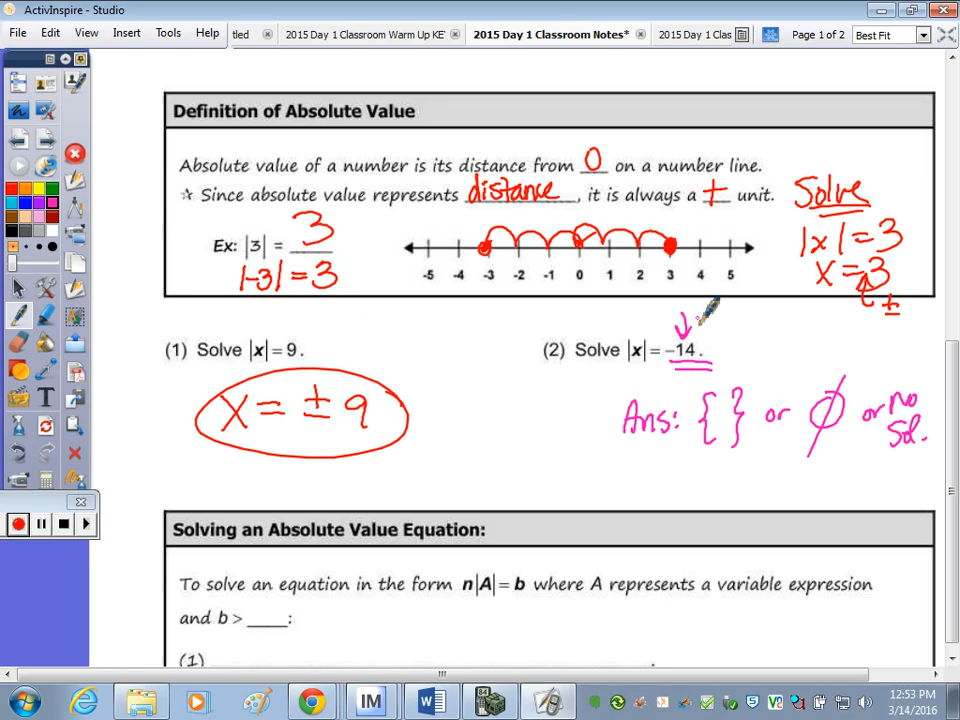 ActivInspire - Studio
File Edit View Insert Tools Help
tled 2015 Day 1 Classroom Warm Up KE 2015 Day 1 Classroom Notes* 2015 Day 1 Clas Page 1 of 2 Best Fit
Definition of Absolute Value
Absolute value of a number is its distance from 0 on a number line.
☆ Since absolute value represents distance, it is always a + unit.
Ex: |3| = 3
|-3| = 3
-5 -4 -3 -2 -1 0 1 2 3 4 5
Solve
|x| = 3
x = 3
±
(1) Solve |x| = 9.
x = ± 9
(2) Solve |x| = −14.
Ans: { } or ∅ or no Sol.
Solving an Absolute Value Equation:
To solve an equation in the form n|A| = b where A represents a variable expression
and b > ____:
(1) ____.
IM
12:53 PM
3/14/2016